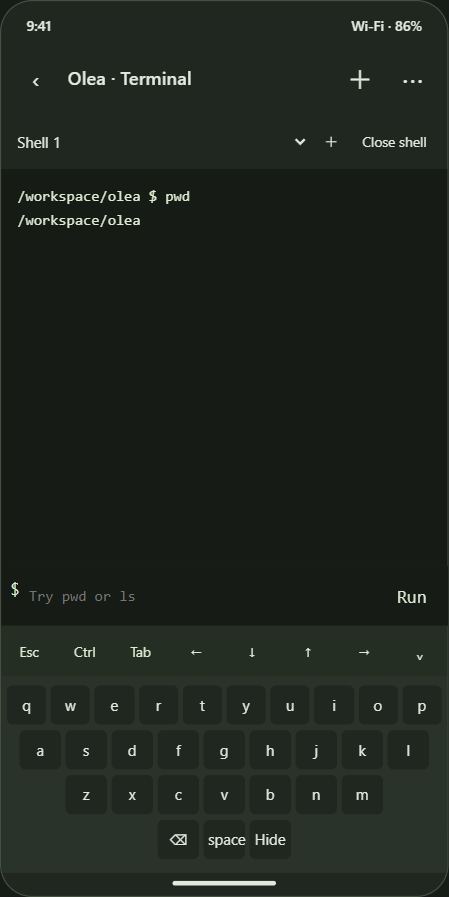 9:41 Wi-Fi · 86%
‹ Olea · Terminal + ...
Shell 1 + Close shell
/workspace/olea $ pwd
/workspace/olea
$ Try pwd or ls Run
Esc Ctrl Tab ← ↓ ↑ → ⌄
q w e r t y u i o p
a s d f g h j k l
z x c v b n m
⌫ space Hide